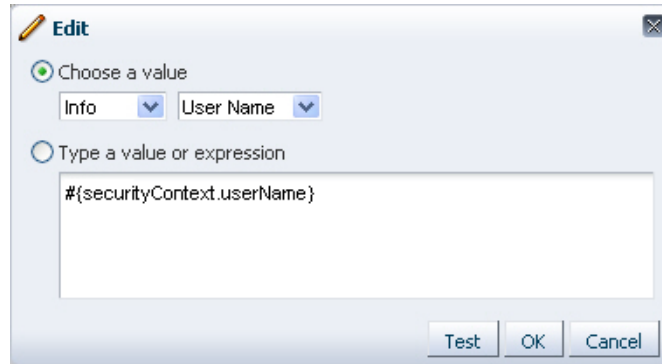 Edit
Choose a value
Info User Name
Type a value or expression
#{securityContext.userName}
Test OK Cancel